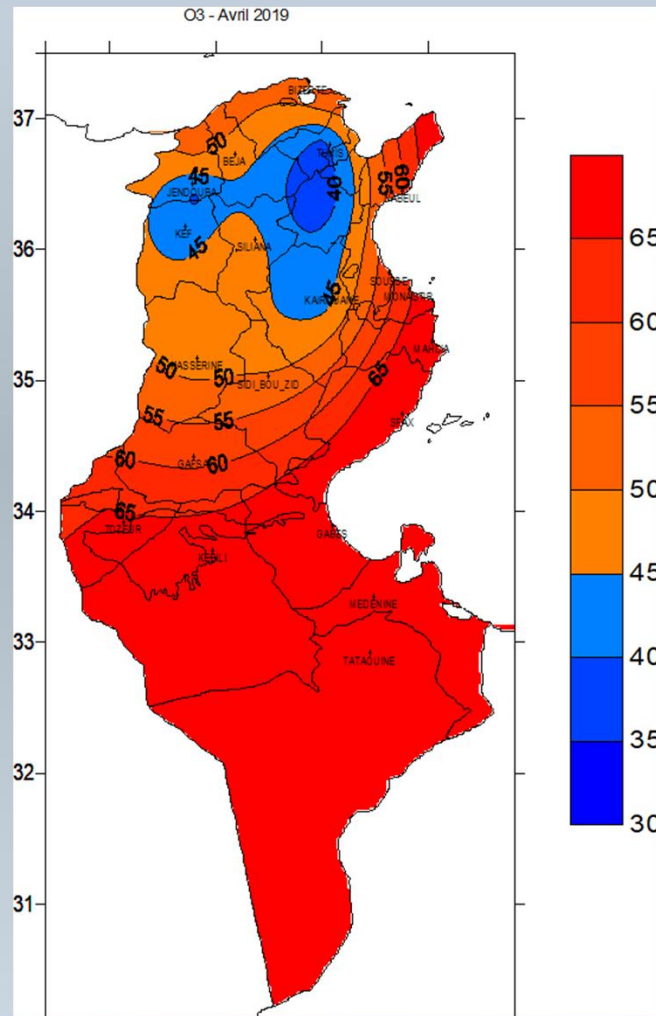 O3 - Avril 2019
37
36
35
34
33
32
31
BIZERTE
50
BEJA
TUNIS
45
JENDOUBA
40
55
60
NABEUL
KEF
45
SILIANA
45
KAIROUANE
SOUSSE
MONASTIR
MAHDIA
50
KASSERINE
50
SIDI_BOU_ZID
65
55
55
SFAX
60
GAFSA
60
65
TOZEUR
GABES
KEBILI
MEDENINE
TATAOUINE
65
60
55
50
45
40
35
30